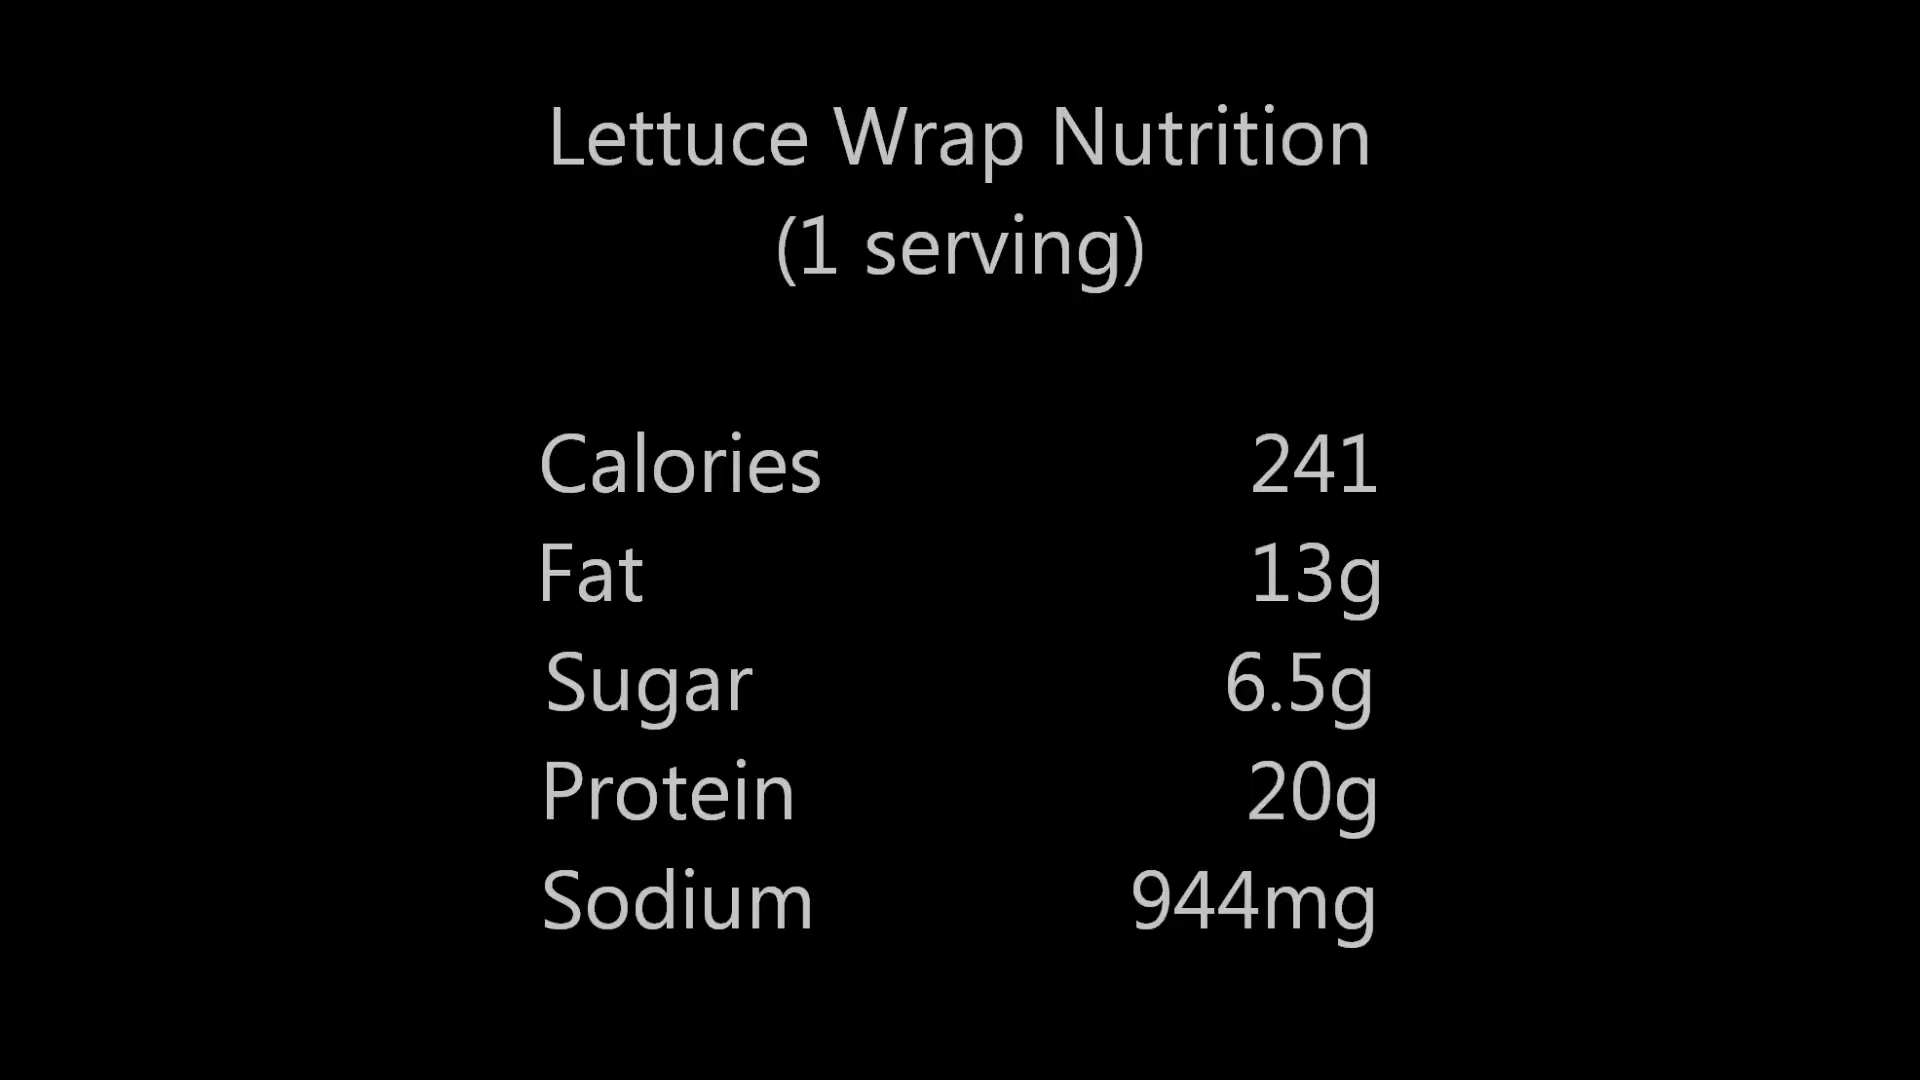 Lettuce Wrap Nutrition
(1 serving)
Calories 241
Fat 13g
Sugar 6.5g
Protein 20g
Sodium 944mg